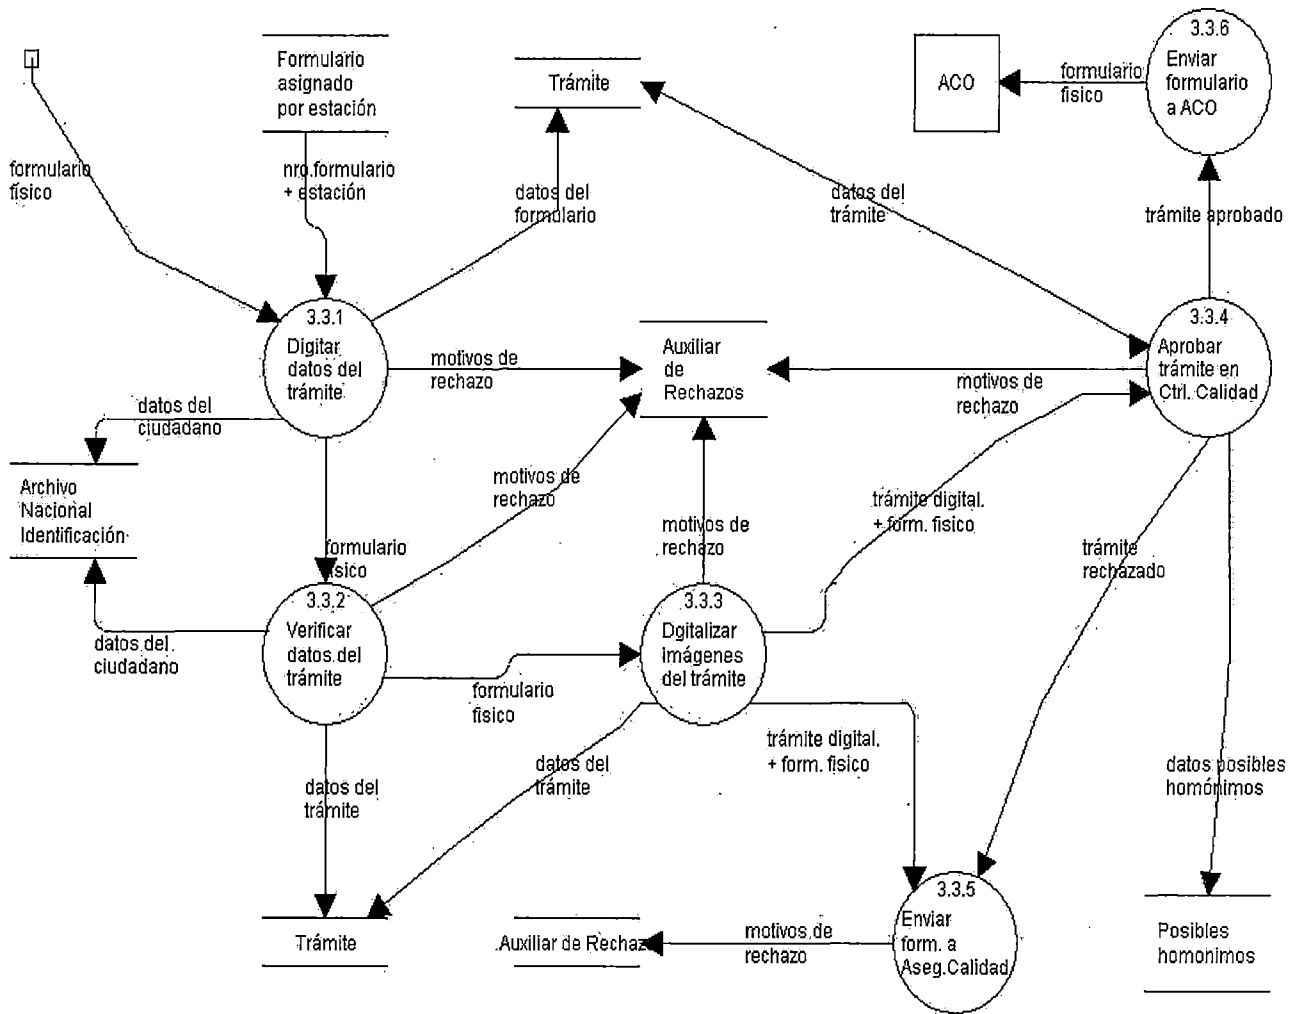 Formulario
asignado
por estación
Trámite
ACO
formulario
fisico
3.3.6
Enviar
formulario
a ACO
formulario
físico
nro.formulario
+ estación
datos del
formulario
datos del
trámite
trámite aprobado
3.3.1
Digitar
datos del
trámite
motivos de
rechazo
Auxiliar
de
Rechazos
motivos de
rechazo
3.3.4
Aprobar
trámite en
Ctrl. Calidad
datos del
ciudadano
Archivo
Nacional
Identificación
motivos de
rechazo
trámite digital.
+ form. fisico
formulario
físico
motivos de
rechazo
trámite
rechazado
3.3.2
Verificar
datos del
trámite
3.3.3
Dgitalizar
imágenes
del trámite
datos del
ciudadano
formulario
fisico
datos del
trámite
datos del
trámite
trámite digital.
+ form. fisico
datos posibles
homónimos
Trámite
Auxiliar de Rechaz
motivos de
rechazo
3.3.5
Enviar
form. a
Aseg.Calidad
Posibles
homonimos